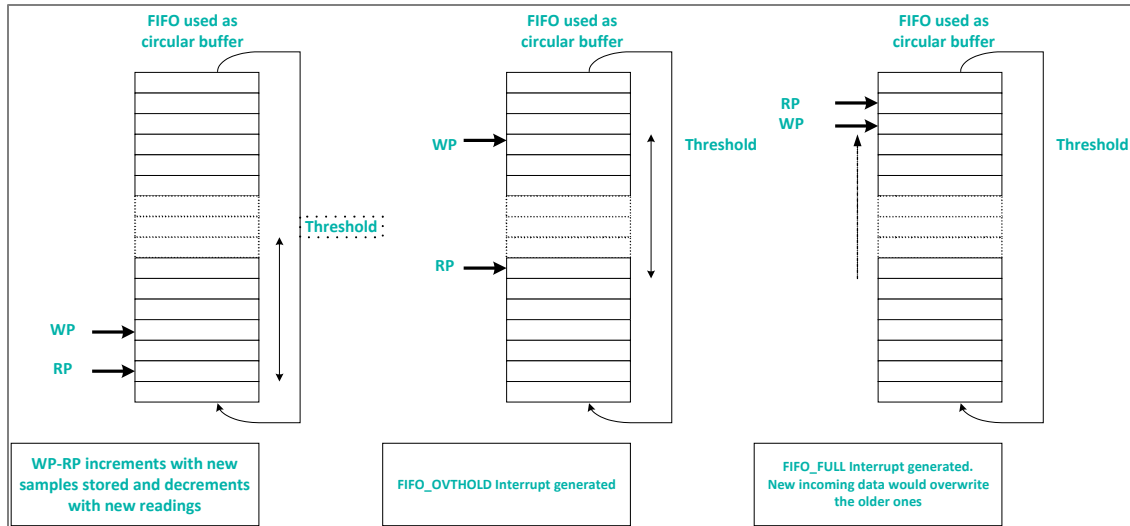 FIFO used as
circular buffer
WP
RP
Threshold
WP-RP increments with new
samples stored and decrements
with new readings
FIFO used as
circular buffer
WP
RP
Threshold
FIFO_OVTHOLD Interrupt generated
FIFO used as
circular buffer
RP
WP
Threshold
FIFO_FULL Interrupt generated.
New incoming data would overwrite
the older ones